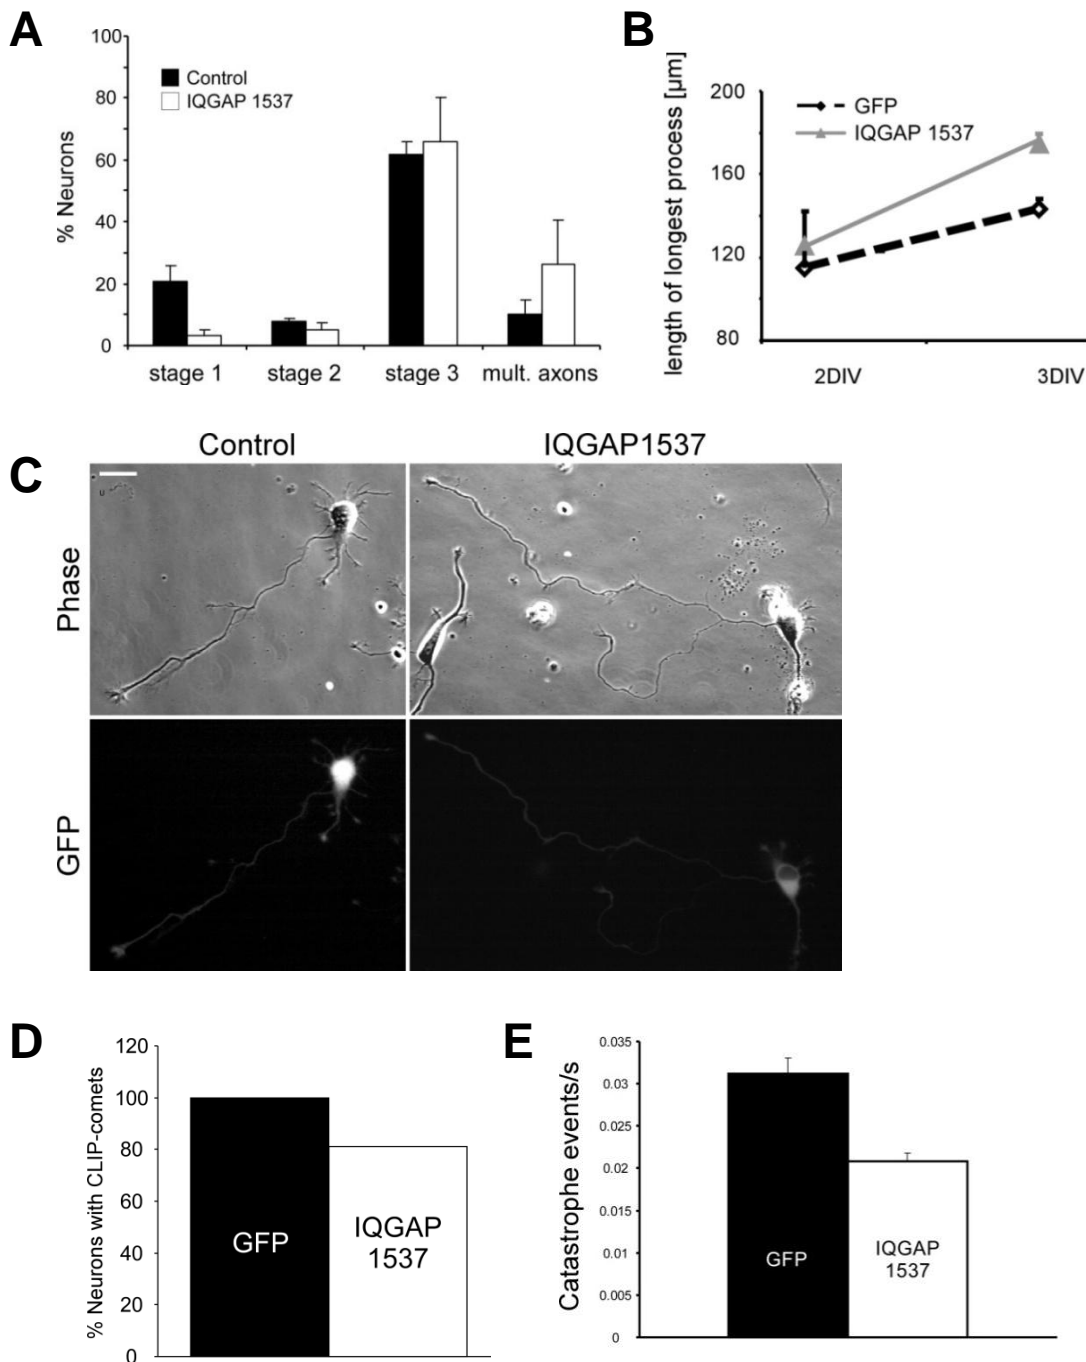 A
100
80
60
40
20
0
% Neurons
Control
IQGAP 1537
stage 1
stage 2
stage 3
mult. axons
B
length of longest process [µm]
200
160
120
80
GFP
IQGAP 1537
2DIV
3DIV
C
Control
IQGAP1537
Phase
GFP
D
% Neurons with CLIP-comets
120
100
80
60
40
20
0
GFP
IQGAP
1537
E
Catastrophe events/s
0.035
0.03
0.025
0.02
0.015
0.01
0.005
0
GFP
IQGAP
1537